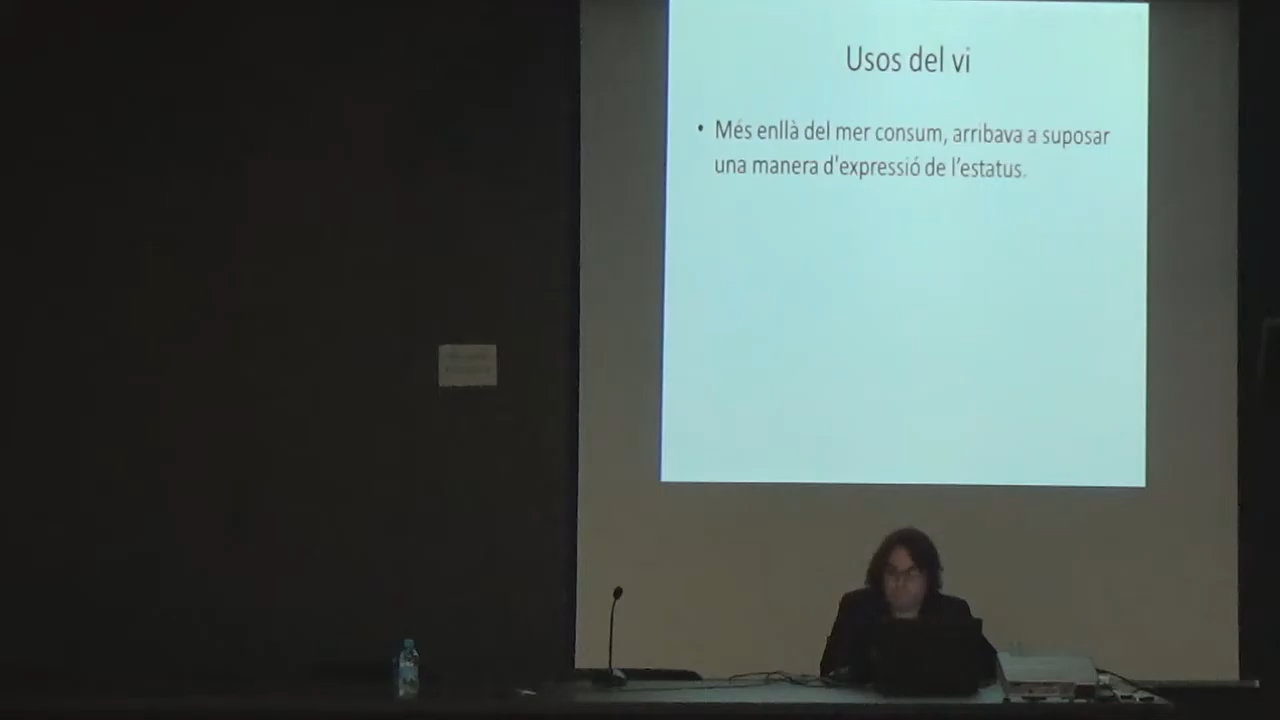 Usos del vi
• Més enllà del mer consum, arribava a suposar
una manera d'expressió de l’estatus.